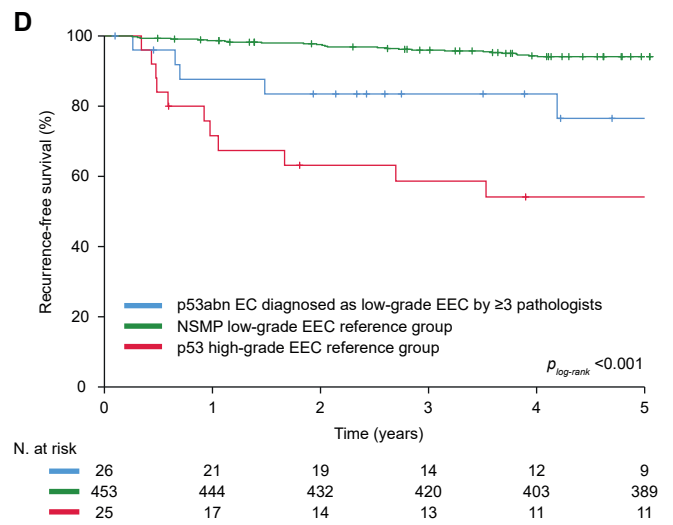 D
Recurrence-free survival (%)
100
80
60
40
20
0
p53abn EC diagnosed as low-grade EEC by ≥3 pathologists
NSMP low-grade EEC reference group
p53 high-grade EEC reference group
p log-rank <0.001
0 1 2 3 4 5
Time (years)
N. at risk
26 21 19 14 12 9
453 444 432 420 403 389
25 17 14 13 11 11